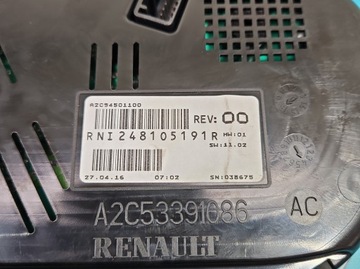 A2C94501100
REV: 00
RNI248105191R
HW:01
SW:11.02
27.04.16 07:02 SN:038675
A2C53391086 AC
RENAULT